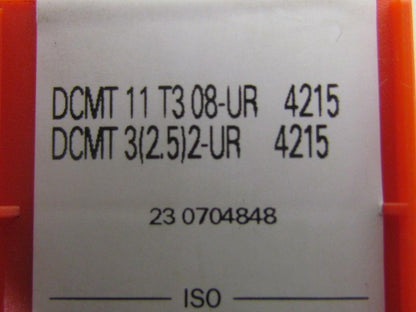 DCMT 11 T3 08-UR 4215
DCMT 3(2.5)2-UR 4215
23 0704848
ISO